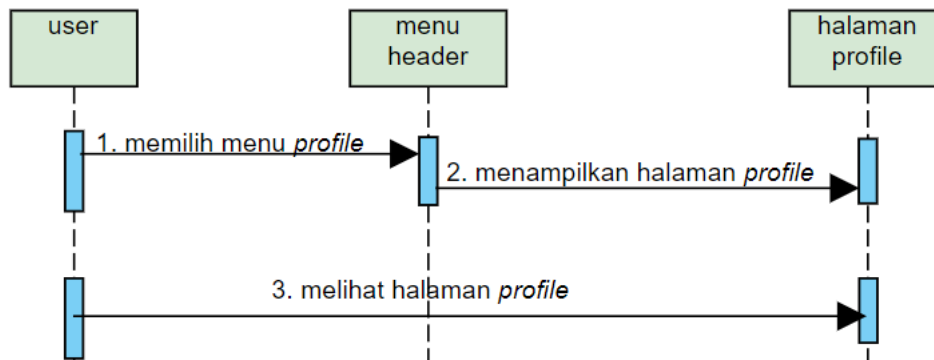 user
menu
header
halaman
profile
1. memilih menu profile
2. menampilkan halaman profile
3. melihat halaman profile